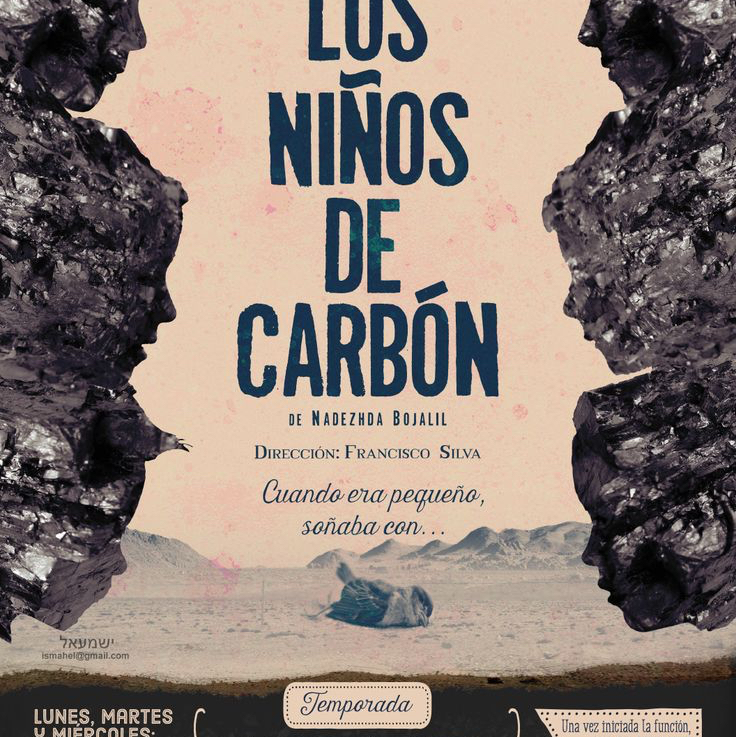 LOS
NIÑOS
DE
CARBÓN
DE NADEZHDA BOJALIL
DIRECCIÓN: FRANCISCO SILVA
Cuando era pequeño,
soñaba con...
ישמעאל
ismahel@gmail.com
Temporada
LUNES, MARTES
Y MIÉRCOLES:
Una vez iniciada la función,